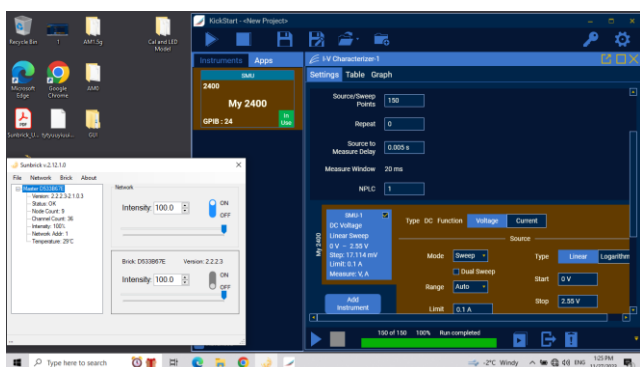 Recycle Bin
1
AM1.5g
Cal and LED
Model
Microsoft
Edge
Google
Chrome
AM0
Sunbrick_U...
GUI
KickStart - <New Project>
Instruments
Apps
SMU
2400
My 2400
GPIB : 24
In
Use
I-V Characterizer-1
Settings
Table
Graph
Source/Sweep
Points
150
Repeat
0
Source to
Measure Delay
0.005 s
Measure Window
20 ms
NPLC
1
My 2400
SMU-1
DC Voltage
Linear Sweep
0 V – 2.55 V
Step: 17.114 mV
Limit: 0.1 A
Measure: V, A
Add
Instrument
Type DC Function
Voltage
Current
Source
Mode
Sweep
Type
Linear
Logarithm
Dual Sweep
Range
Auto
Start
0 V
Limit
0.1 A
Stop
2.55 V
150 of 150 100% Run completed
Sunbrick v.2.12.1.0
File Network Brick About
Master D533B67E
Version: 2.2.2.3-2.1.0.3
Status: OK
Node Count: 9
Channel Count: 36
Intensity: 100%
Network Addr: 1
Temperature: 29°C
Network
Intensity: 100.0
ON
OFF
Brick: D533B67E Version: 2.2.2.3
Intensity: 100.0
ON
OFF
Type here to search
-2°C Windy
ENG
1:25 PM